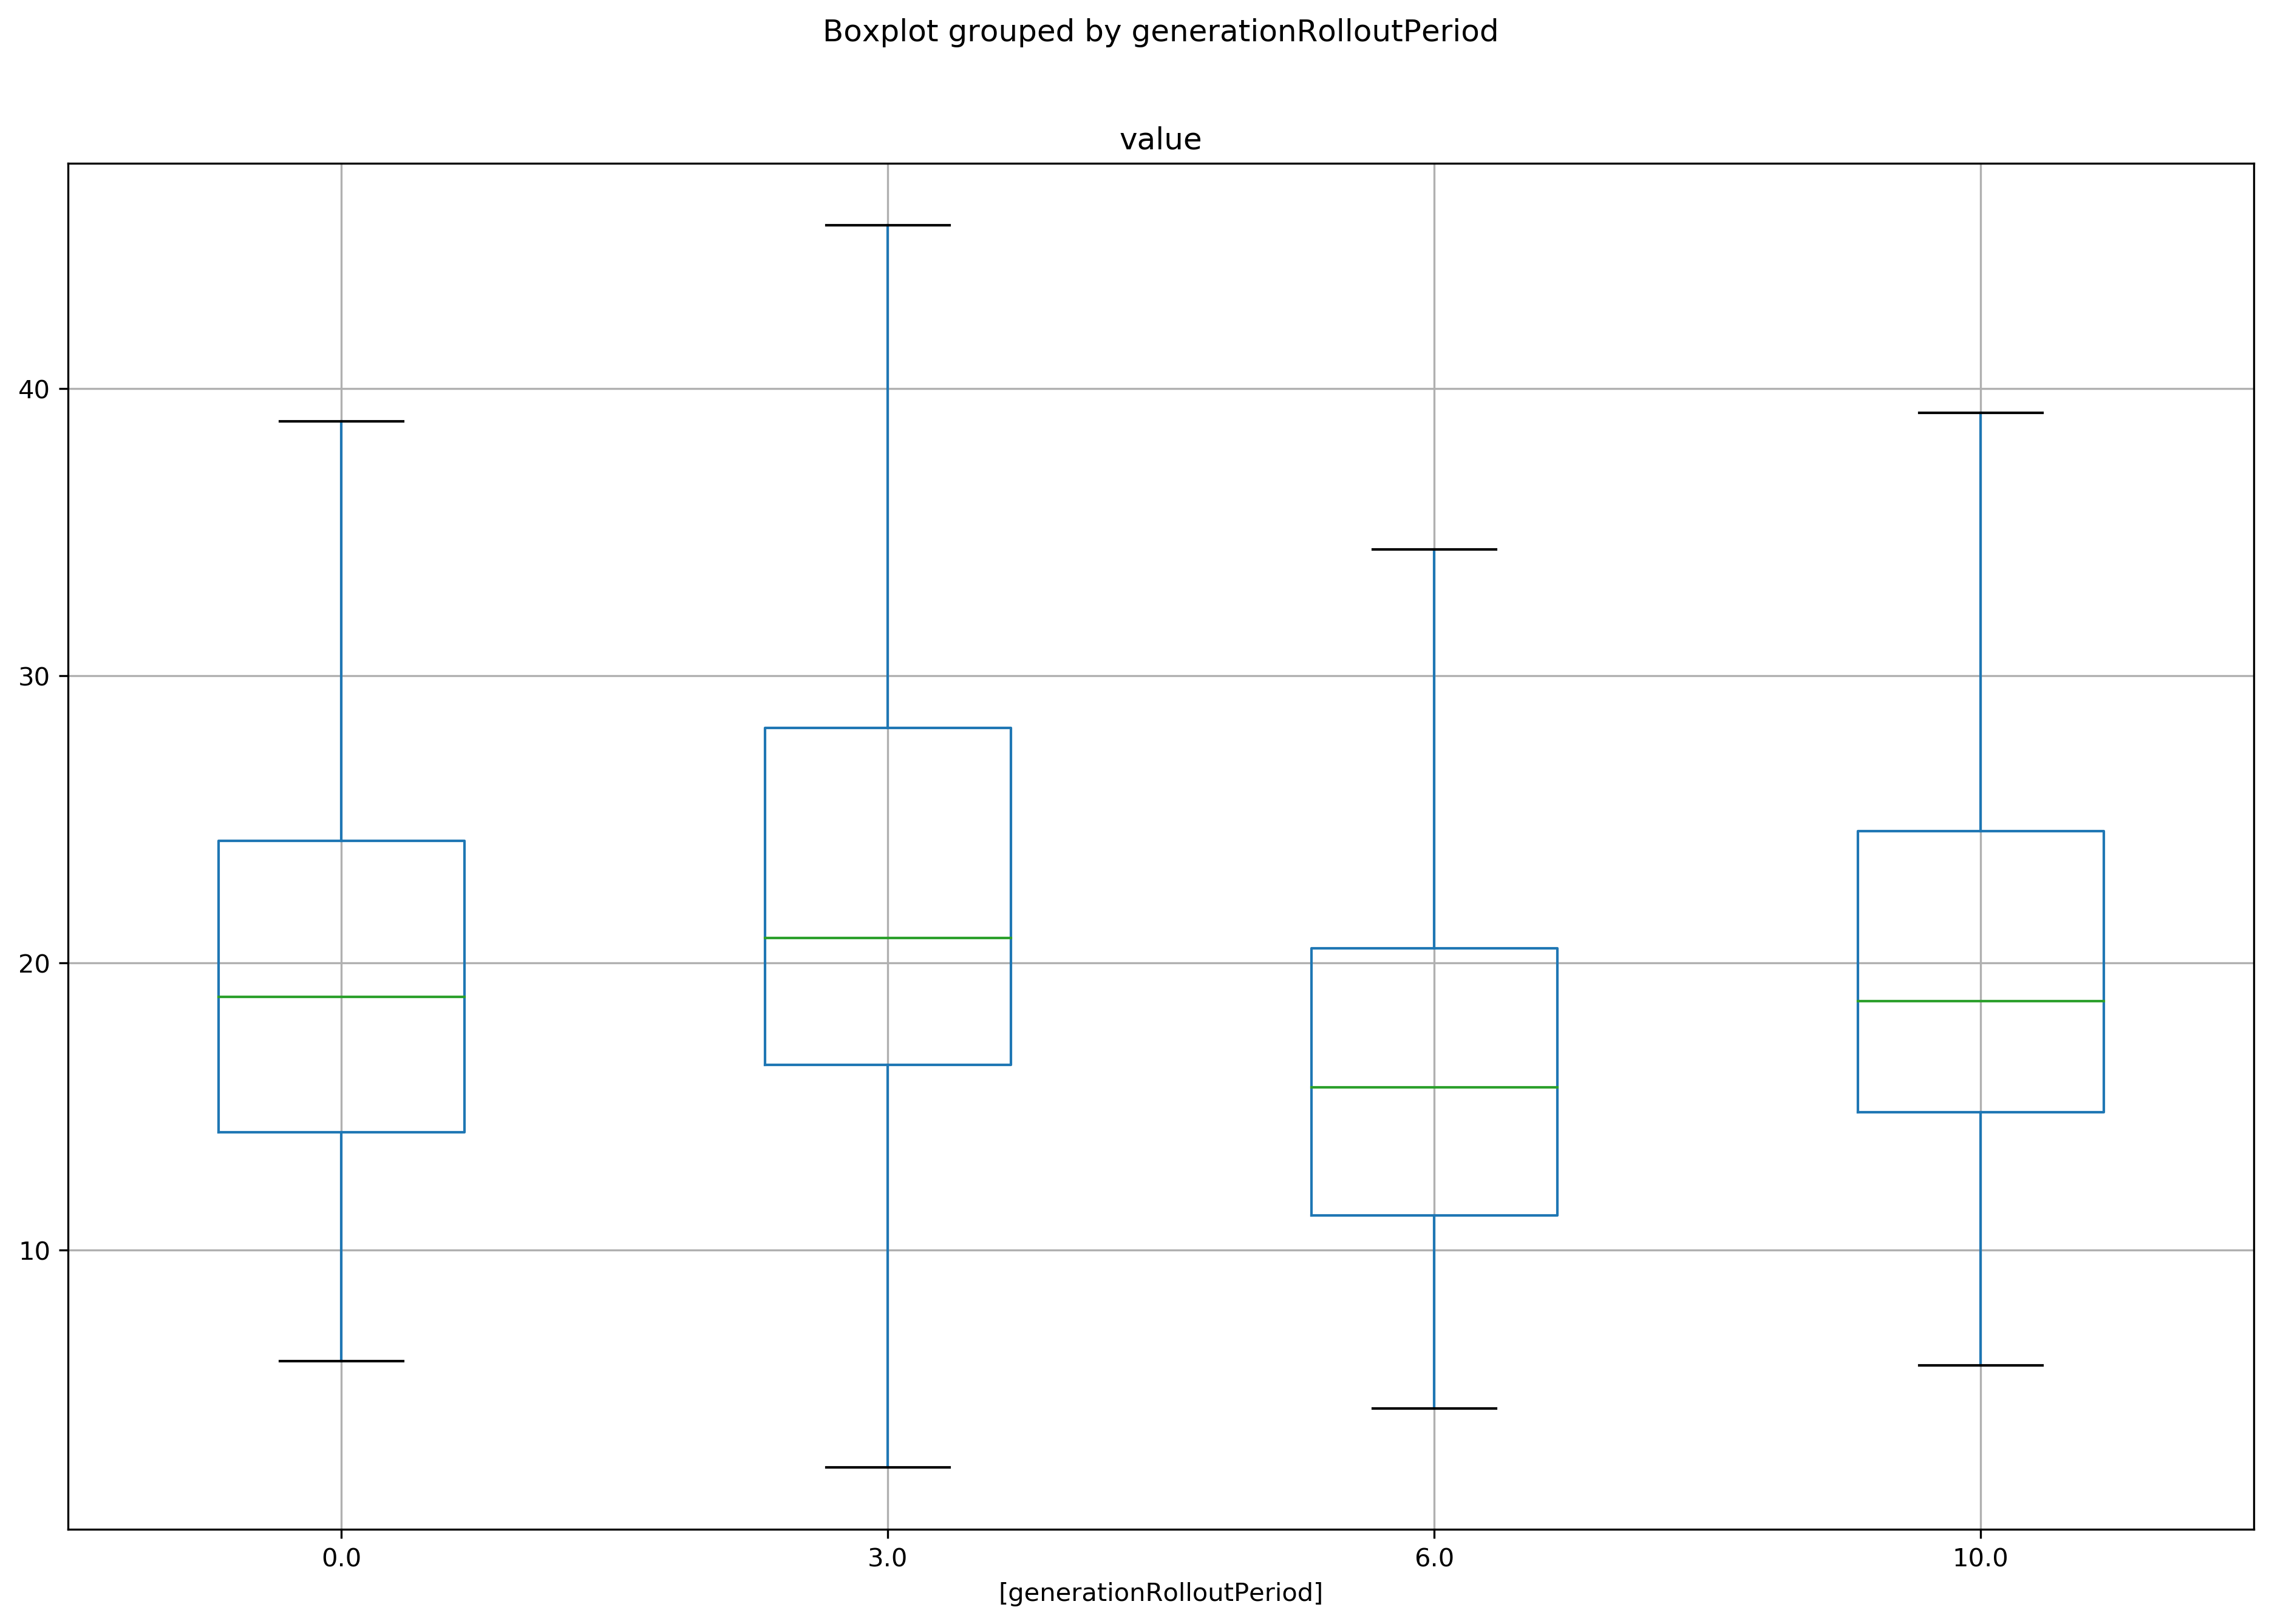 Boxplot grouped by generationRolloutPeriod
value
40
30
20
10
0.0 3.0 6.0 10.0
[generationRolloutPeriod]